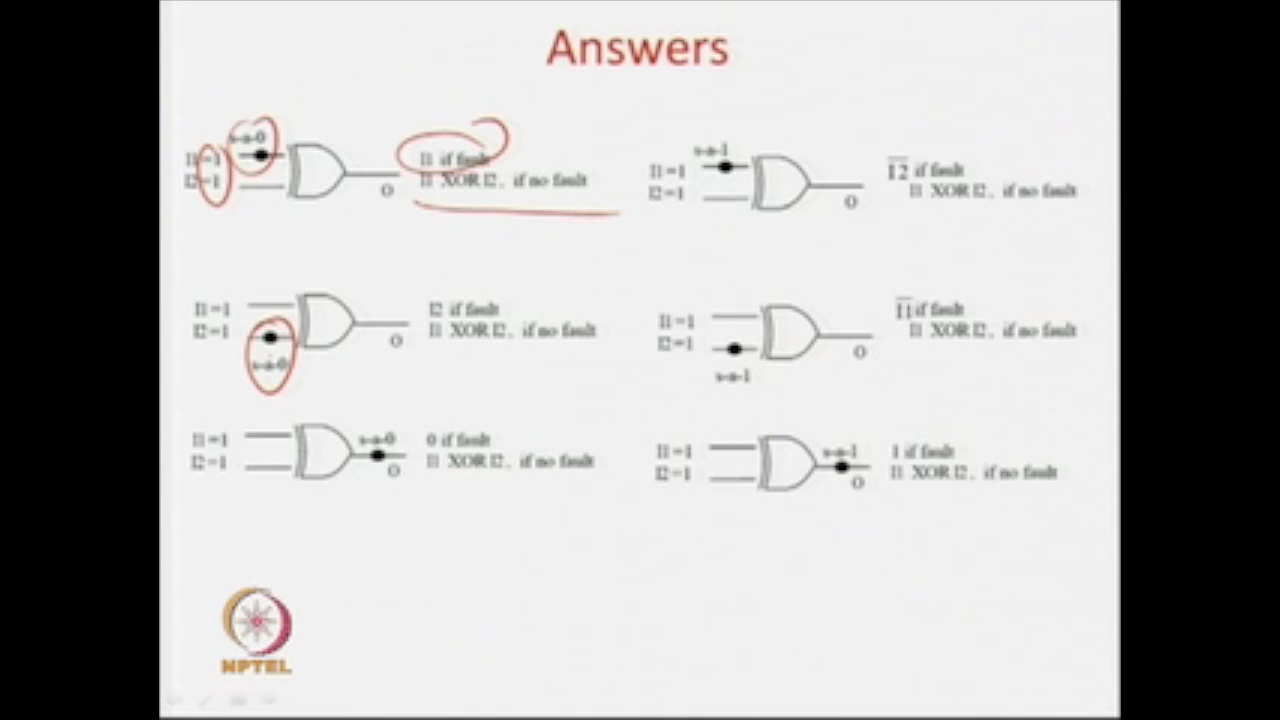 Answers
s-a-0
I1=1
I2=1
O
I1 if fault
I1 XOR I2, if no fault
s-a-1
I1=1
I2=1
O
I2 if fault
I1 XOR I2, if no fault
I1=1
I2=1
s-a-0
O
I2 if fault
I1 XOR I2, if no fault
I1=1
I2=1
s-a-1
O
I1 if fault
I1 XOR I2, if no fault
I1=1
I2=1
s-a-0
O
0 if fault
I1 XOR I2, if no fault
I1=1
I2=1
s-a-1
O
1 if fault
I1 XOR I2, if no fault
NPTEL